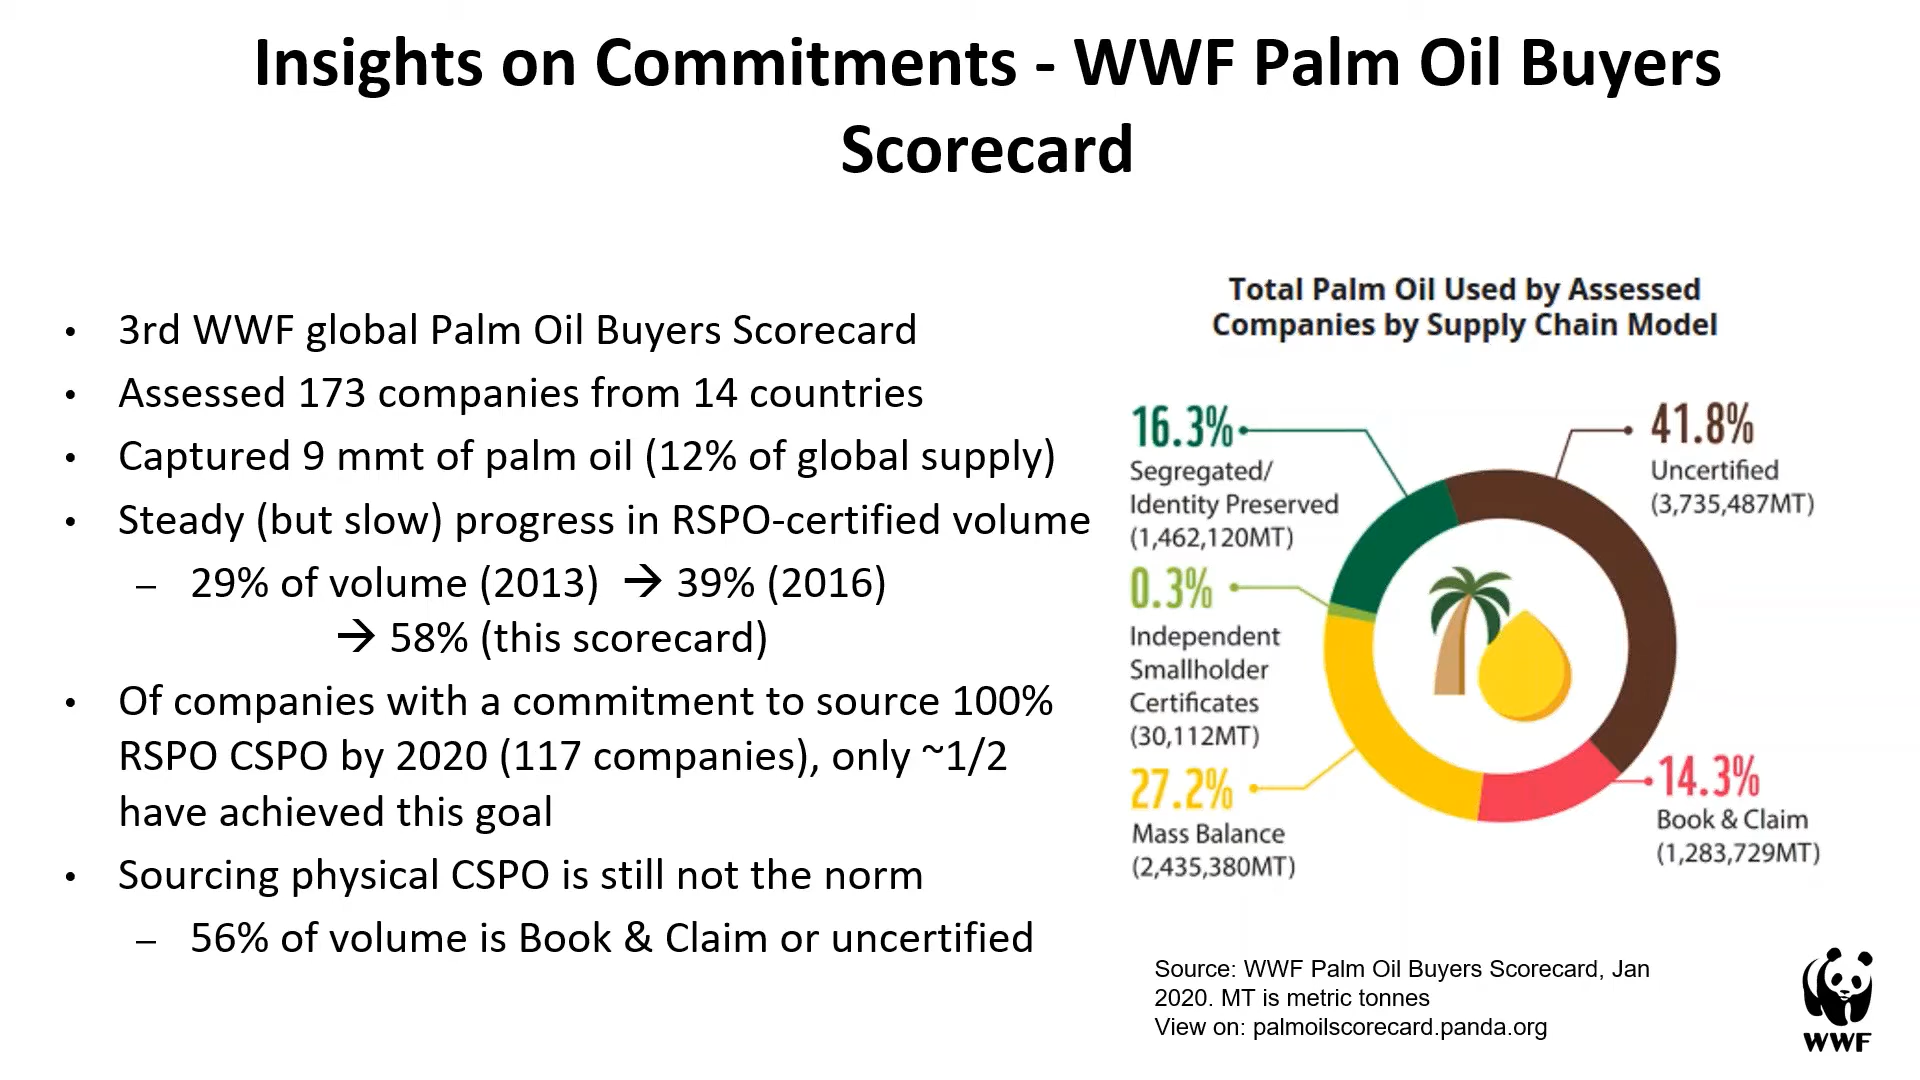 Insights on Commitments - WWF Palm Oil Buyers
Scorecard
• 3rd WWF global Palm Oil Buyers Scorecard
• Assessed 173 companies from 14 countries
• Captured 9 mmt of palm oil (12% of global supply)
• Steady (but slow) progress in RSPO-certified volume
– 29% of volume (2013) → 39% (2016)
→ 58% (this scorecard)
• Of companies with a commitment to source 100%
RSPO CSPO by 2020 (117 companies), only ~1/2
have achieved this goal
• Sourcing physical CSPO is still not the norm
– 56% of volume is Book & Claim or uncertified
Total Palm Oil Used by Assessed
Companies by Supply Chain Model
16.3%
Segregated/
Identity Preserved
(1,462,120MT)
0.3%
Independent
Smallholder
Certificates
(30,112MT)
27.2%
Mass Balance
(2,435,380MT)
41.8%
Uncertified
(3,735,487MT)
14.3%
Book & Claim
(1,283,729MT)
Source: WWF Palm Oil Buyers Scorecard, Jan
2020. MT is metric tonnes
View on: palmoilscorecard.panda.org
WWF